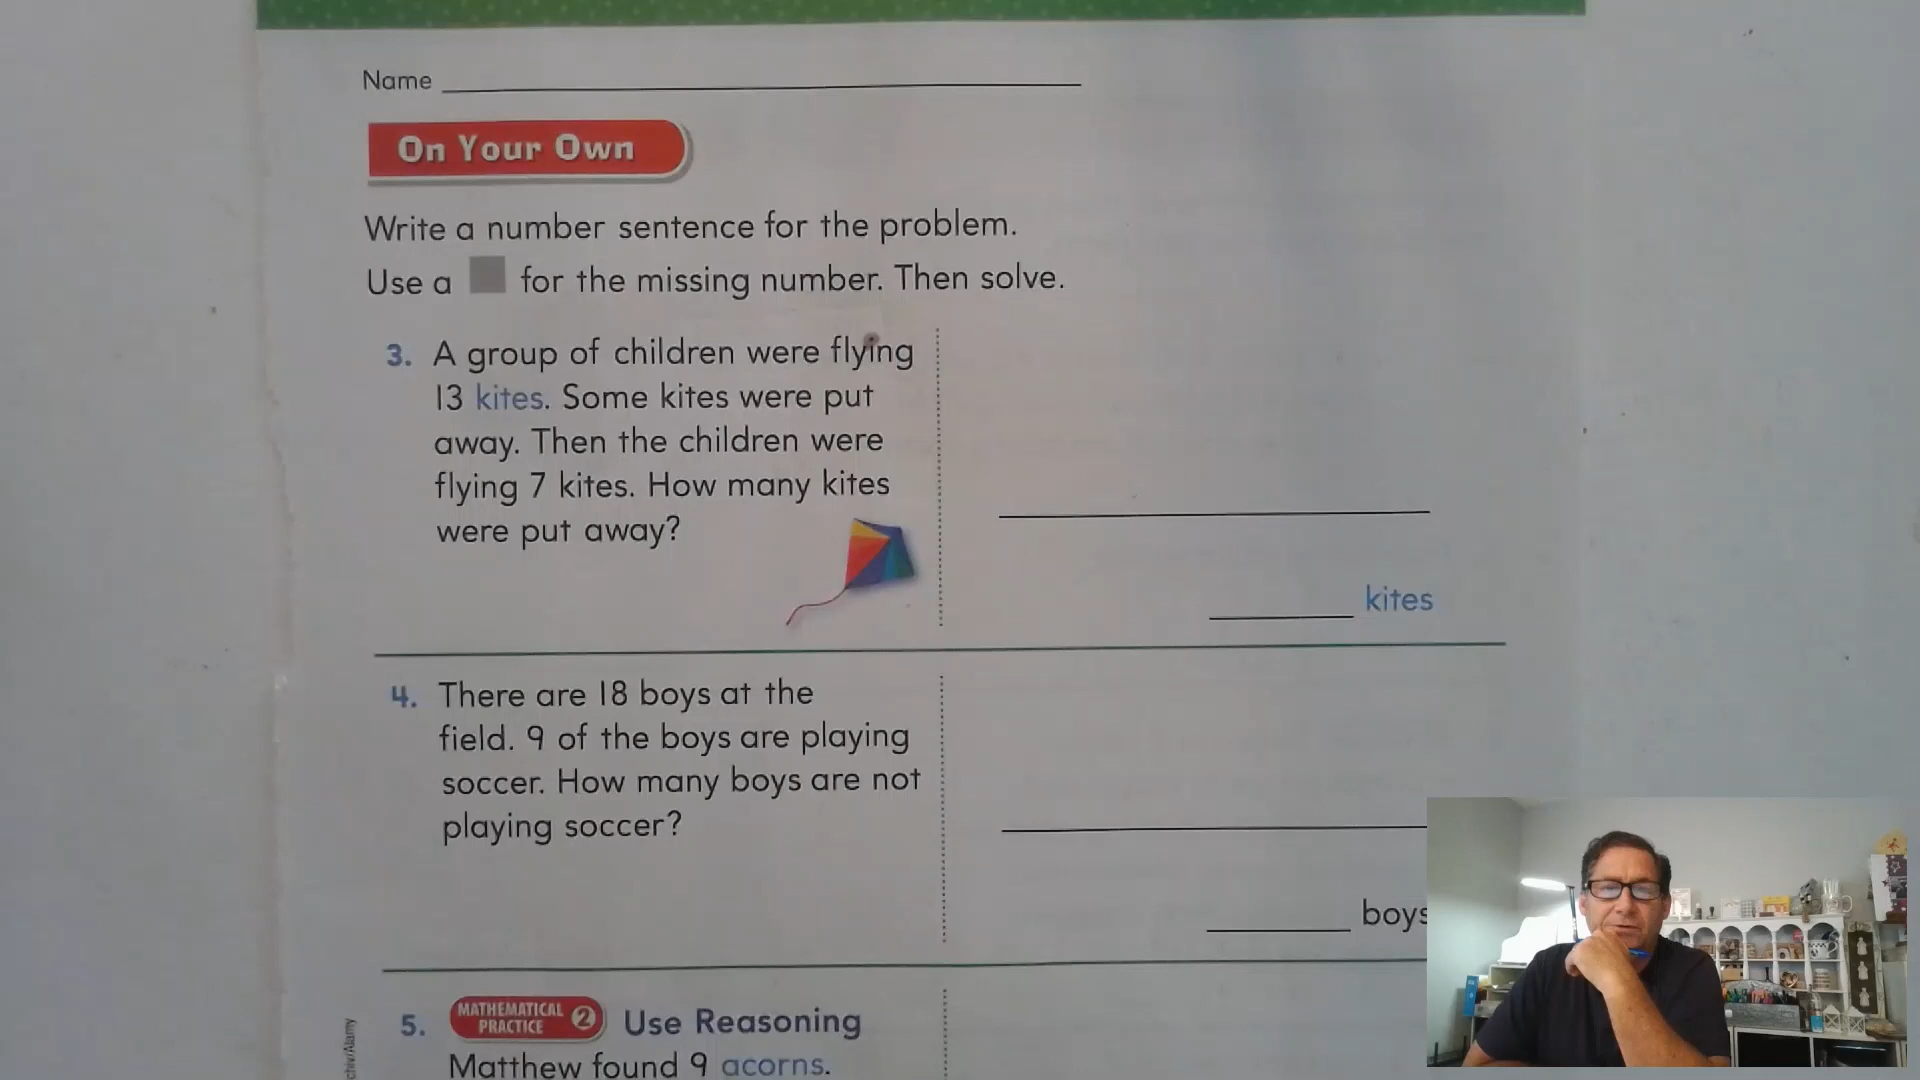 Name
On Your Own
Write a number sentence for the problem.
Use a for the missing number. Then solve.
3. A group of children were flying
13 kites. Some kites were put
away. Then the children were
flying 7 kites. How many kites
were put away?
kites
4. There are 18 boys at the
field. 9 of the boys are playing
soccer. How many boys are not
playing soccer?
boys
5. MATHEMATICAL PRACTICE 2 Use Reasoning
Matthew found 9 acorns.